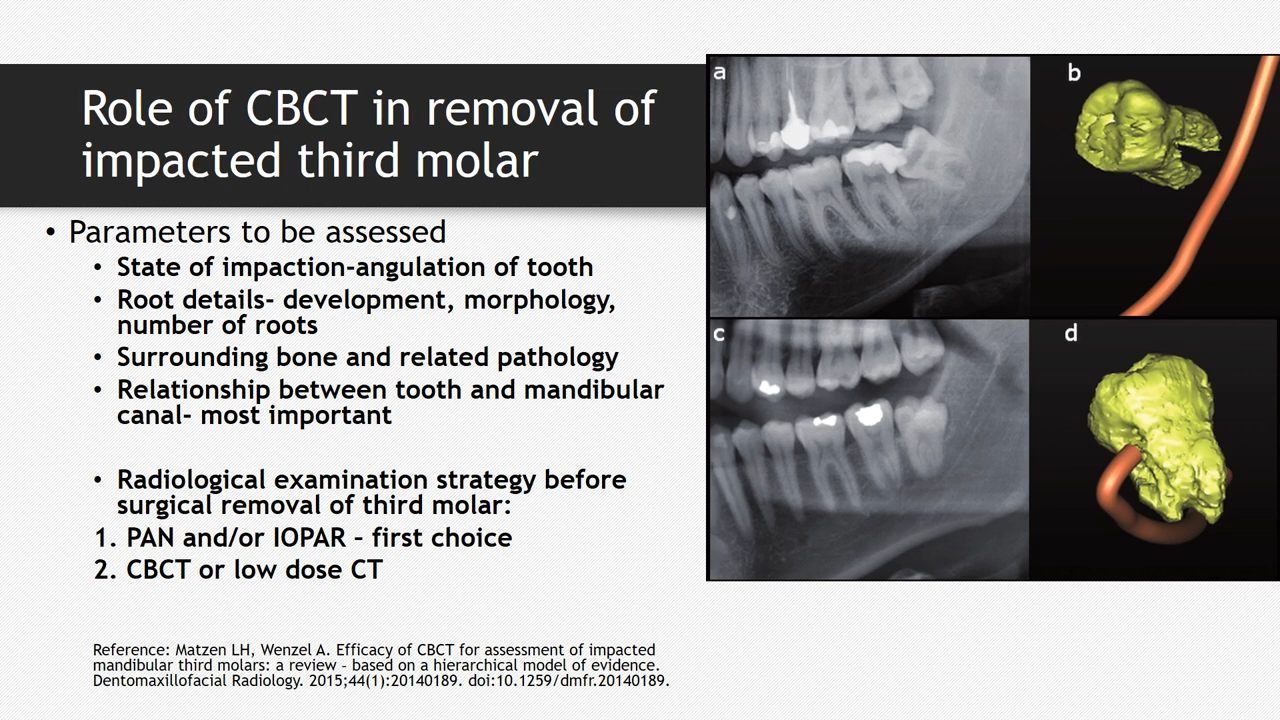 Role of CBCT in removal of
impacted third molar
• Parameters to be assessed
• State of impaction-angulation of tooth
• Root details- development, morphology,
number of roots
• Surrounding bone and related pathology
• Relationship between tooth and mandibular
canal- most important
• Radiological examination strategy before
surgical removal of third molar:
1. PAN and/or IOPAR – first choice
2. CBCT or low dose CT
Reference: Matzen LH, Wenzel A. Efficacy of CBCT for assessment of impacted
mandibular third molars: a review – based on a hierarchical model of evidence.
Dentomaxillofacial Radiology. 2015;44(1):20140189. doi:10.1259/dmfr.20140189.
a
b
c
d